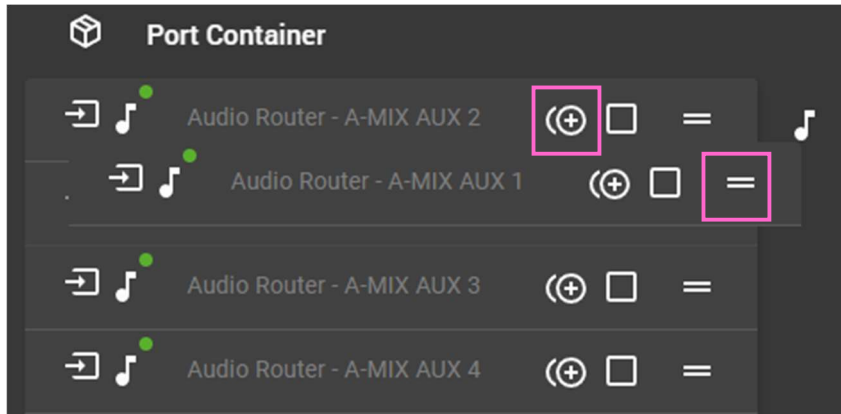 Port Container
Audio Router - A-MIX AUX 2
Audio Router - A-MIX AUX 1
Audio Router - A-MIX AUX 3
Audio Router - A-MIX AUX 4